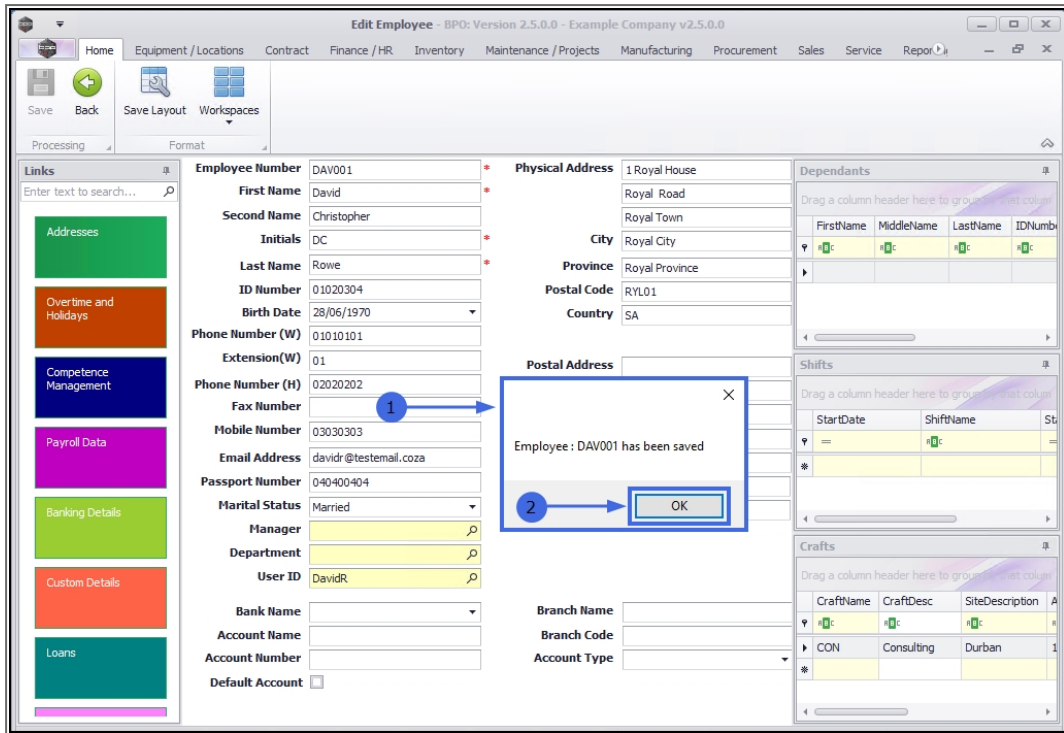 BPO
Edit Employee - BPO: Version 2.5.0.0 - Example Company v2.5.0.0
BPO
Home Equipment / Locations Contract Finance / HR Inventory Maintenance / Projects Manufacturing Procurement Sales Service
Save Back Save Layout Workspaces
Processing Format
Links
Enter text to search...
Addresses
Overtime and
Holidays
Competence
Management
Payroll Data
Banking Details
Custom Details
Loans
Employee Number DAV001 *
First Name David
Second Name Christopher
Initials DC *
Last Name Rowe *
ID Number 01020304
Birth Date 28/06/1970
Phone Number (W) 01010101
Extension(W) 01
Phone Number (H) 02020202
Fax Number
Mobile Number 03030303
Email Address davidr@testemail.coza
Passport Number 040400404
Marital Status Married
Manager
Department
User ID DavidR
Bank Name
Account Name
Account Number
Default Account
Physical Address 1 Royal House
Royal Road
Royal Town
City Royal City
Province Royal Province
Postal Code RYL01
Country SA
Postal Address
1
Employee : DAV001 has been saved
2
OK
Branch Name
Branch Code
Account Type
Dependants
Drag a column header here to group by that colum
FirstName MiddleName LastName IDNumbe
Shifts
Drag a column header here to group by that colum
StartDate ShiftName Sta
= =
Crafts
Drag a column header here to group by that colum
CraftName CraftDesc SiteDescription A
CON Consulting Durban 1